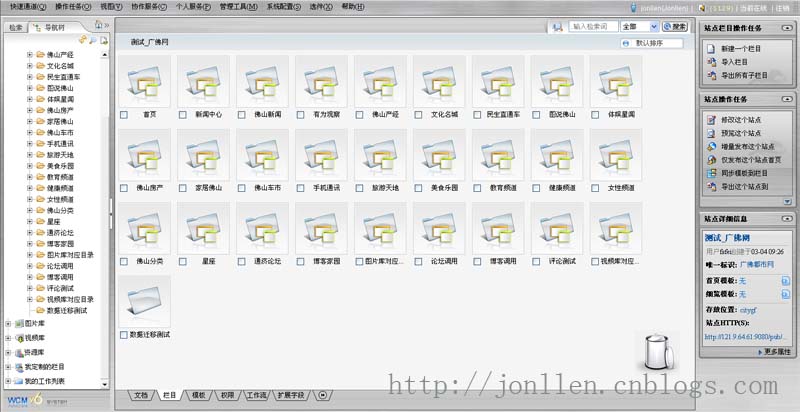 快速通道(Q) 操作任务(O) 视图(V) 协作服务(C) 个人服务(P) 管理工具(M) 系统配置(S) 选件(X) 帮助(H)
jonllen(Jonllen) 当前在线 注销
检索 导航树
佛山产经
文化名城
民生直通车
图说佛山
体娱星闻
佛山房产
家居佛山
佛山车市
手机通讯
旅游天地
美食乐园
教育频道
健康频道
女性频道
佛山分类
星座
通济论坛
博客家园
图片库对应目录
论坛调用
博客调用
评论测试
视频库对应目录
数据迁移测试
图片库
视频库
资源库
我定制的栏目
我的工作列表
WCM V6 SYSTEM
输入检索词 全部 搜索
测试_广佛网 默认排序
首页 新闻中心 佛山新闻 有为观察 佛山产经 文化名城 民生直通车 图说佛山 体娱星闻
佛山房产 家居佛山 佛山车市 手机通讯 旅游天地 美食乐园 教育频道 健康频道 女性频道
佛山分类 星座 通济论坛 博客家园 图片库对应... 论坛调用 博客调用 评论测试 视频库对应...
数据迁移测试
文档 栏目 模板 权限 工作流 扩展字段
站点栏目操作任务
新建一个栏目
导入栏目
导出所有子栏目
站点操作任务
修改这个站点
预览这个站点
增量发布这个站点
仅发布这个站点首页
同步模板到栏目
导出这个站点到
站点详细信息
测试_广佛网
03-04 09:26
唯一标识: 广佛都市网
首页模板: 无
细览模板: 无
存放位置: citygf
站点HTTP(S):
http://121.9.64.61:9080/pub/...
更多属性
http://jonllen.cnblogs.com